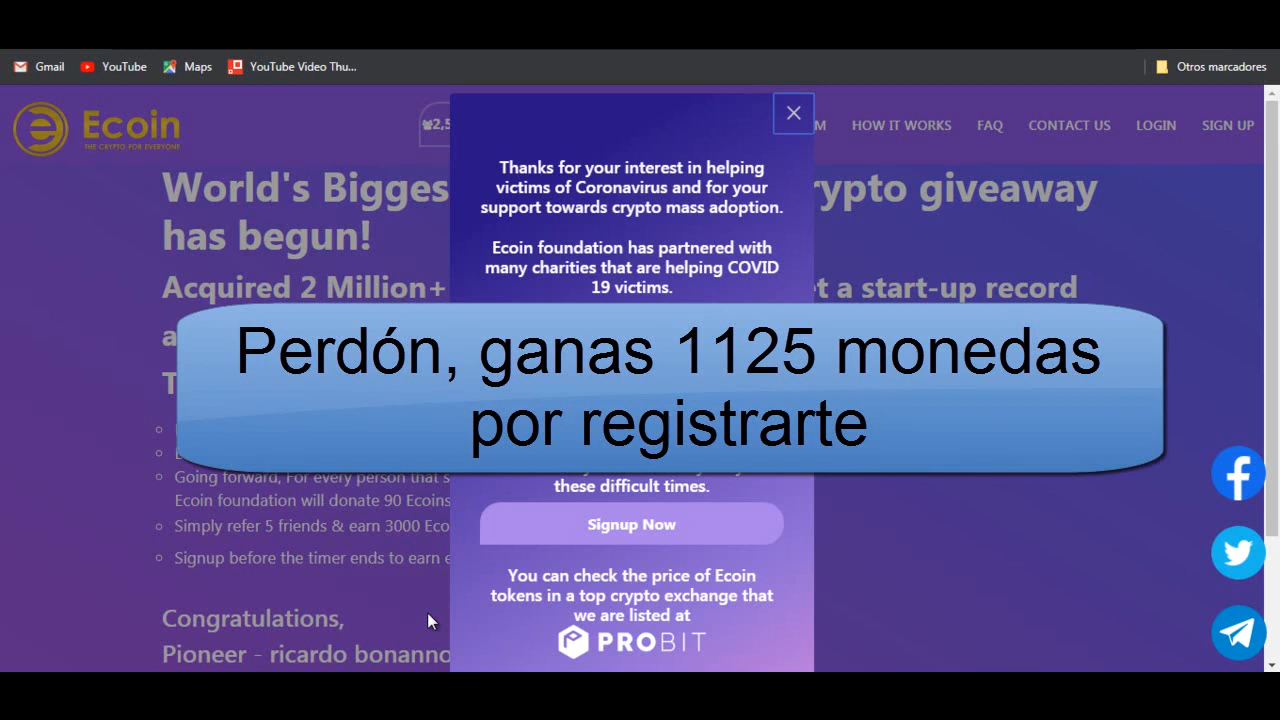 Gmail YouTube Maps YouTube Video Thu... Otros marcadores
Ecoin
THE CRYPTO FOR EVERYONE
2,5
M HOW IT WORKS FAQ CONTACT US LOGIN SIGN UP
World's Bigges
rypto giveaway
has begun!
Acquired 2 Million+
t a start-up record
a
T
Thanks for your interest in helping
victims of Coronavirus and for your
support towards crypto mass adoption.
Ecoin foundation has partnered with
many charities that are helping COVID
19 victims.
Perdón, ganas 1125 monedas
por registrarte
Going forward, For every person that s
Ecoin foundation will donate 90 Ecoins
Simply refer 5 friends & earn 3000 Eco
Signup before the timer ends to earn e
these difficult times.
Signup Now
You can check the price of Ecoin
tokens in a top crypto exchange that
we are listed at
PROBIT
Congratulations,
Pioneer - ricardo bonanno